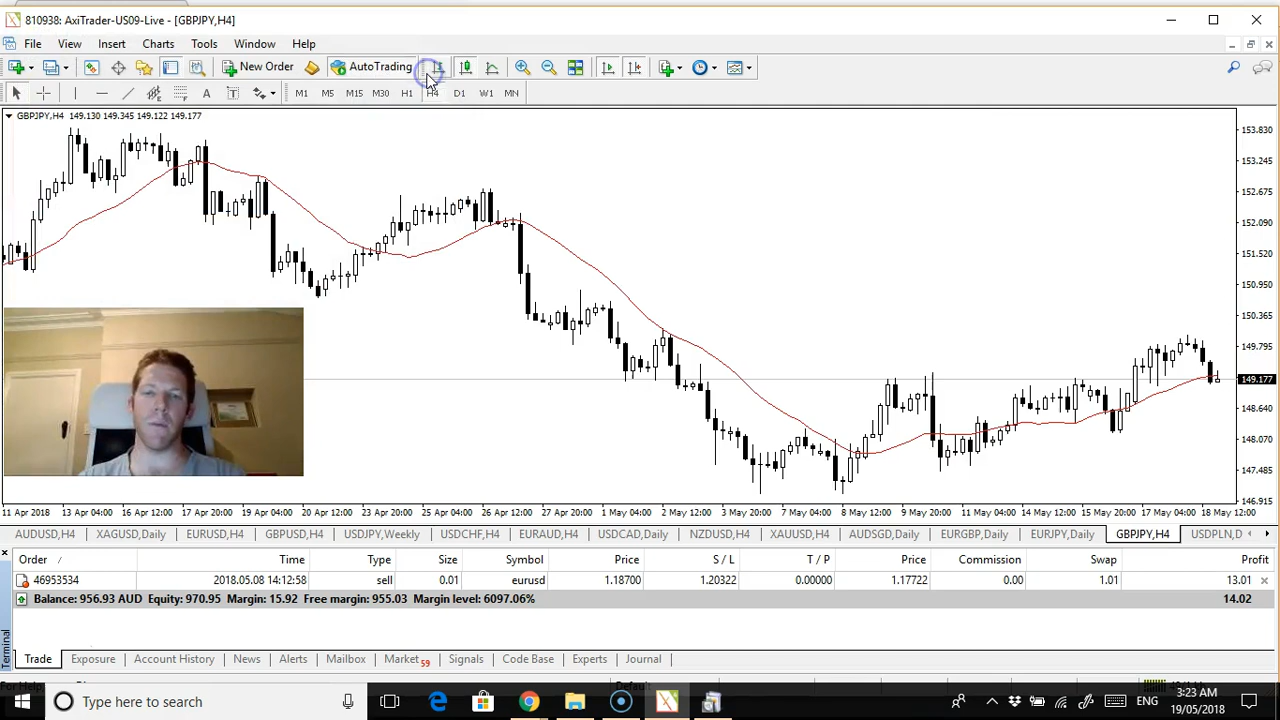 810938: AxiTrader-US09-Live - [GBPJPY,H4]
File View Insert Charts Tools Window Help
New Order AutoTrading
M1 M5 M15 M30 H1 H4 D1 W1 MN
GBPJPY,H4 149.130 149.345 149.122 149.177
153.830
153.245
152.675
152.090
151.520
150.935
150.365
149.795
149.177
148.640
148.070
147.485
146.915
11 Apr 2018 13 Apr 04:00 16 Apr 12:00 17 Apr 20:00 19 Apr 04:00 20 Apr 12:00 23 Apr 20:00 25 Apr 04:00 26 Apr 12:00 27 Apr 20:00 1 May 04:00 2 May 12:00 3 May 20:00 7 May 04:00 8 May 12:00 9 May 20:00 11 May 04:00 14 May 12:00 15 May 20:00 17 May 04:00 18 May 12:00
AUDUSD,H4 XAGUSD,Daily EURUSD,H4 GBPUSD,H4 USDJPY,Weekly USDCHF,H4 EURAUD,H4 USDCAD,Daily NZDUSD,H4 XAUUSD,H4 AUDSGD,Daily EURGBP,Daily EURJPY,Daily GBPJPY,H4 USDPLN,D
Order / Time Type Size Symbol Price S / L T / P Price Commission Swap Profit
46953534 2018.05.08 14:12:58 sell 0.01 eurusd 1.18700 1.20322 0.00000 1.17722 0.00 1.01 13.01
Balance: 956.93 AUD Equity: 970.95 Margin: 15.92 Free margin: 955.03 Margin level: 6097.06% 14.02
Terminal
Trade Exposure Account History News Alerts Mailbox Market 59 Signals Code Base Experts Journal
For Help, Default
Type here to search
ENG
3:23 AM
19/05/2018